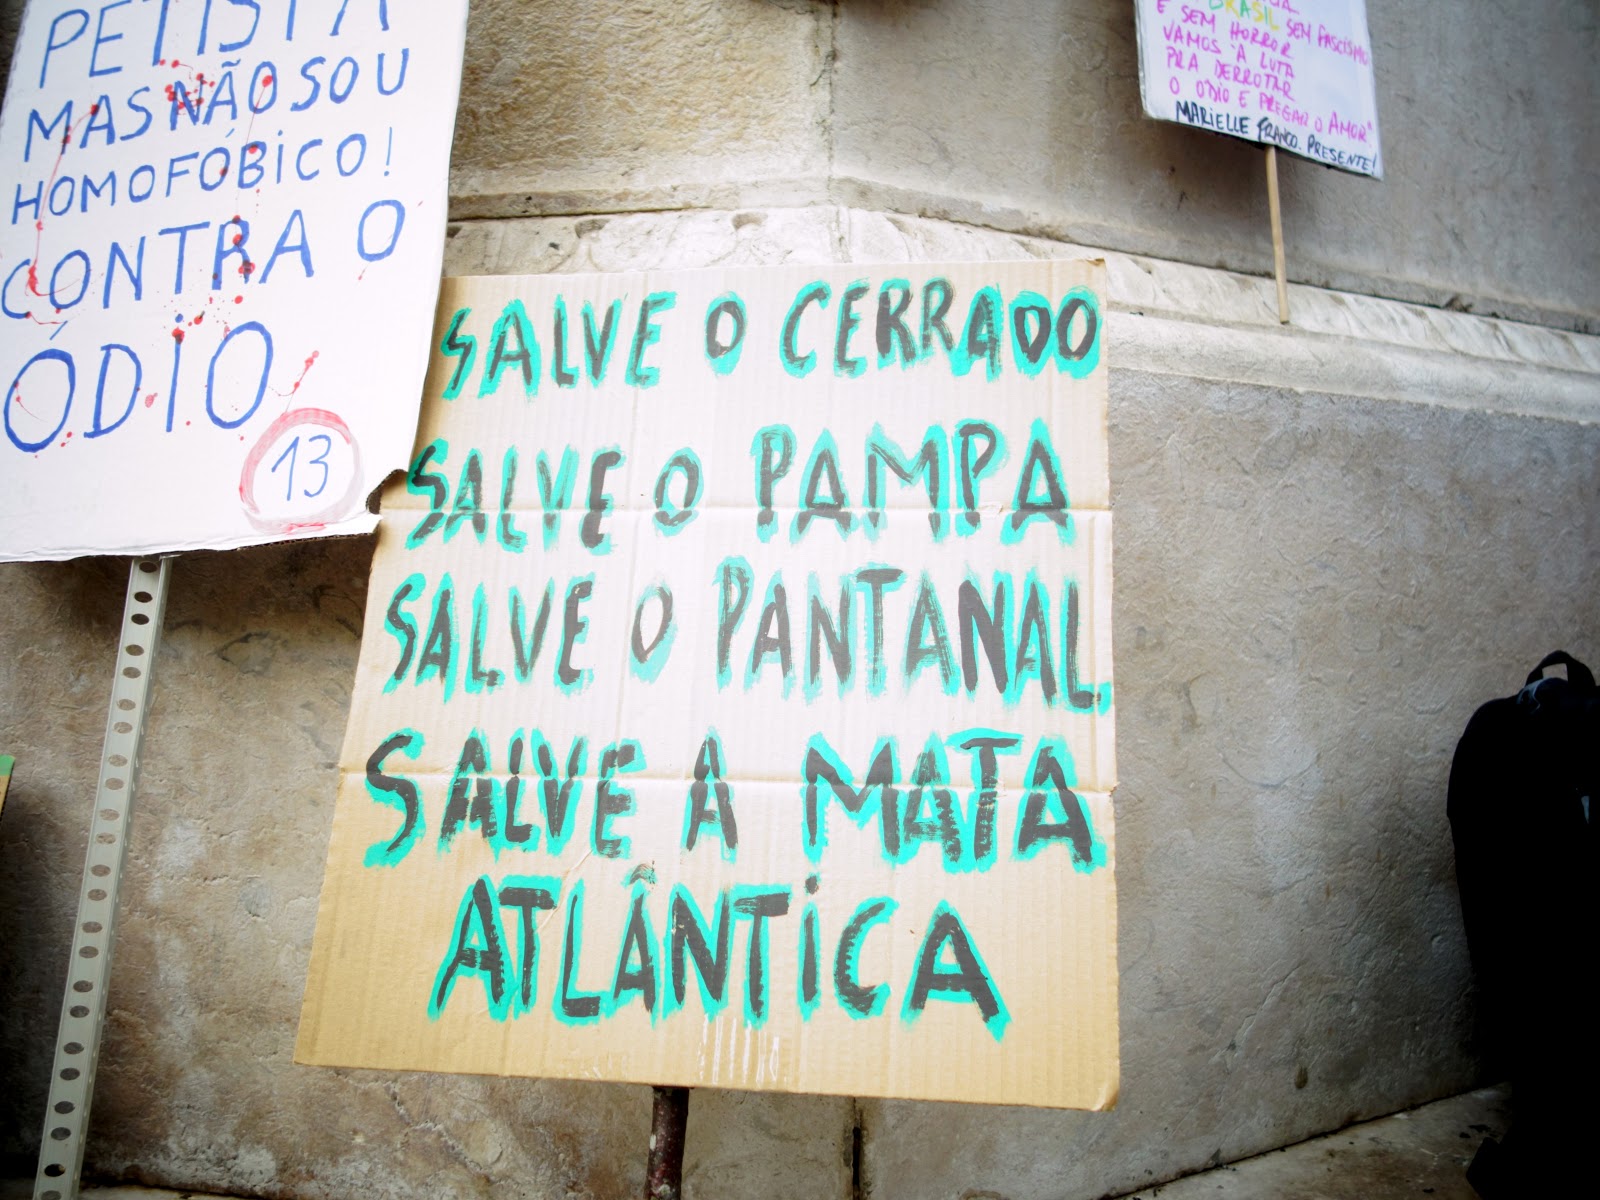 PETISTA
MAS NÃO SOU
HOMOFÓBICO!
CONTRA O
ÓDIO
13
SALVE O CERRADO
SALVE O PAMPA
SALVE O PANTANAL
SALVE A MATA
ATLÂNTICA
BRASIL SEM FASCISMO
E SEM HORROR
VAMOS À LUTA
PRA DERROTAR
O ÓDIO E PREGAR O AMOR"
MARIELLE FRANCO. PRESENTE!